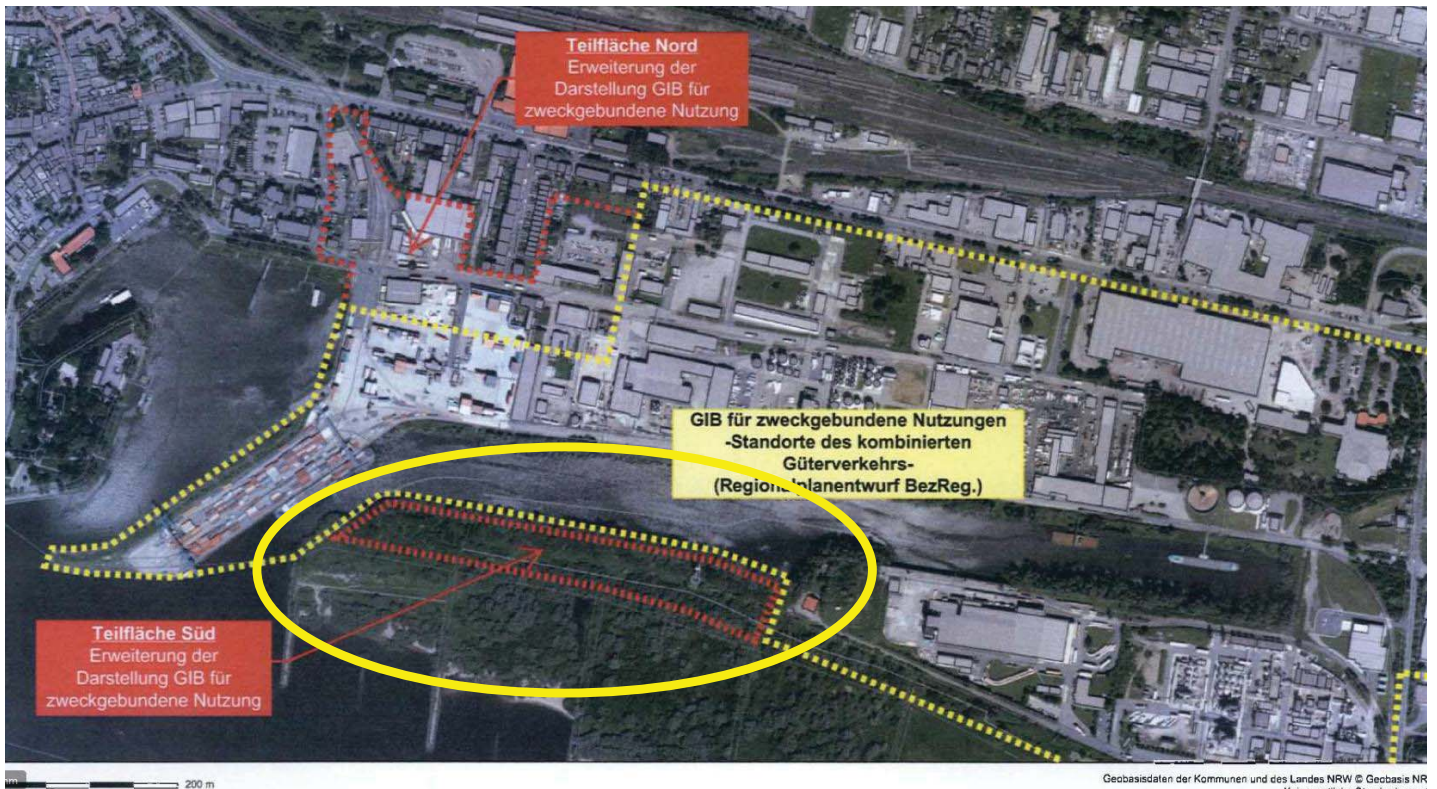 Teilfläche Nord
Erweiterung der
Darstellung GIB für
zweckgebundene Nutzung
GIB für zweckgebundene Nutzungen
-Standorte des kombinierten
Güterverkehrs-
(Regionalplanentwurf BezReg.)
Teilfläche Süd
Erweiterung der
Darstellung GIB für
zweckgebundene Nutzung
200 m
Geobasisdaten der Kommunen und des Landes NRW © Geobasis NR